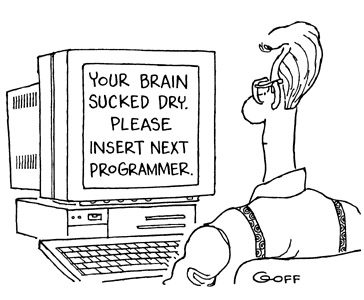 YOUR BRAIN
SUCKED DRY.
PLEASE
INSERT NEXT
PROGRAMMER.
GOFF